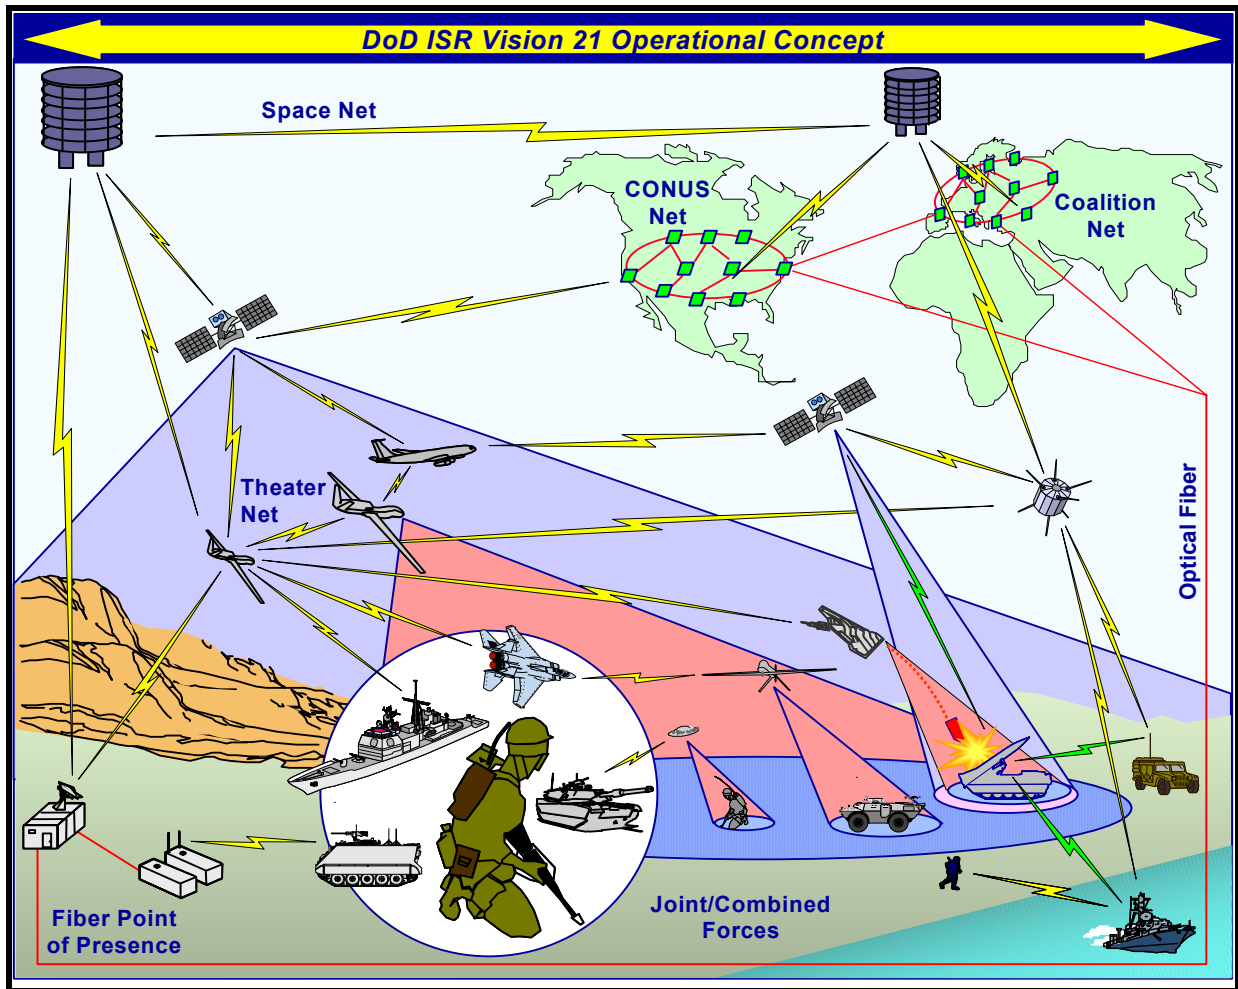 DoD ISR Vision 21 Operational Concept
Space Net
CONUS
Net
Coalition
Net
Theater
Net
Optical Fiber
Fiber Point
of Presence
Joint/Combined
Forces